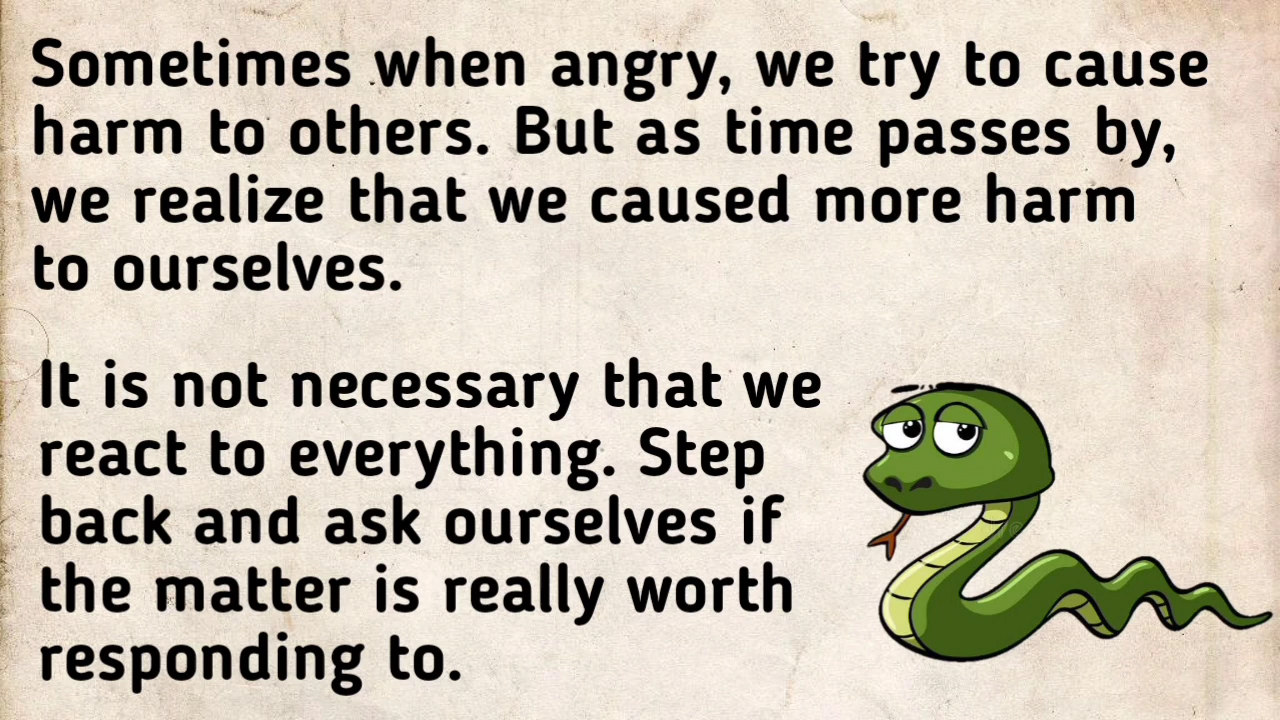 Sometimes when angry, we try to cause
harm to others. But as time passes by,
we realize that we caused more harm
to ourselves.
It is not necessary that we
react to everything. Step
back and ask ourselves if
the matter is really worth
responding to.